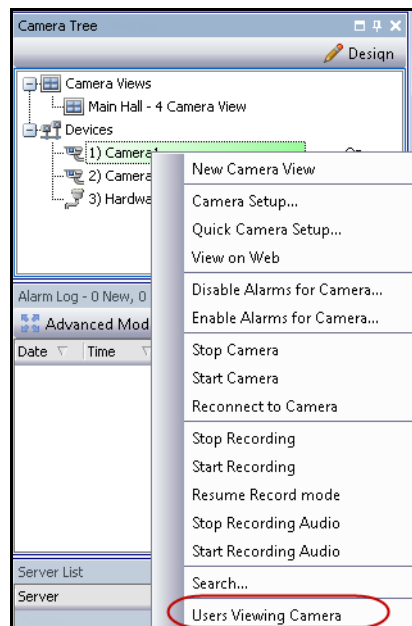 Camera Tree
Design
Camera Views
Main Hall - 4 Camera View
Devices
1) Camera1
2) Camera
3) Hardwa
New Camera View
Camera Setup...
Quick Camera Setup...
View on Web
Alarm Log - 0 New, 0
Disable Alarms for Camera...
Advanced Mod
Enable Alarms for Camera...
Date
Time
Stop Camera
Start Camera
Reconnect to Camera
Stop Recording
Start Recording
Resume Record mode
Stop Recording Audio
Start Recording Audio
Server List
Search...
Server
Users Viewing Camera